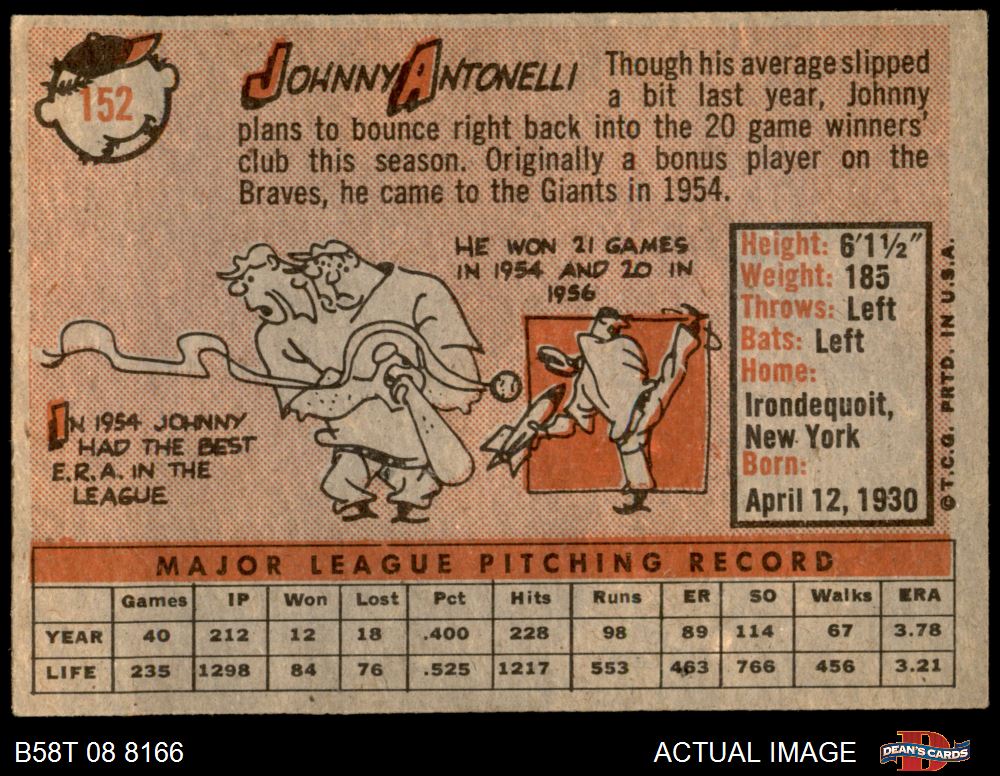 152
JOHNNY ANTONELLI
Though his average slipped
a bit last year, Johnny
plans to bounce right back into the 20 game winners'
club this season. Originally a bonus player on the
Braves, he came to the Giants in 1954.
HE WON 21 GAMES
IN 1954 AND 20 IN
1956
IN 1954 JOHNNY
HAD THE BEST
E.R.A. IN THE
LEAGUE
Height: 6'1½"
Weight: 185
Throws: Left
Bats: Left
Home:
Irondequoit,
New York
Born:
April 12, 1930
© T.C.G. PRTD. IN U.S.A.
MAJOR LEAGUE PITCHING RECORD
Games IP Won Lost Pct Hits Runs ER SO Walks ERA
YEAR 40 212 12 18 .400 228 98 89 114 67 3.78
LIFE 235 1298 84 76 .525 1217 553 463 766 456 3.21
B58T 08 8166
ACTUAL IMAGE
DEAN'S CARDS